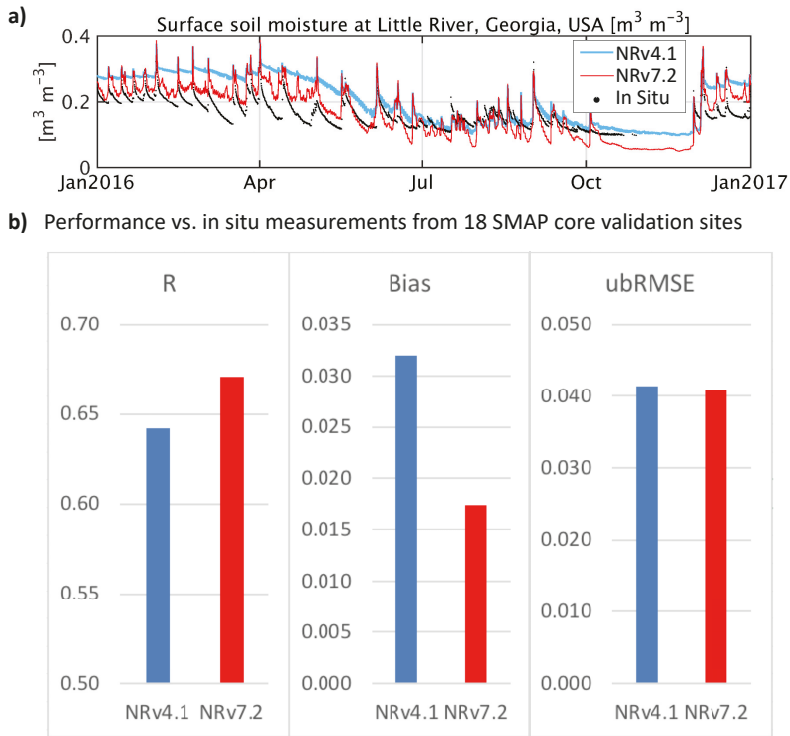 a)
Surface soil moisture at Little River, Georgia, USA [m³ m⁻³]
[m³ m⁻³]
0.4
0.2
0
NRv4.1
NRv7.2
In Situ
Jan2016 Apr Jul Oct Jan2017
b) Performance vs. in situ measurements from 18 SMAP core validation sites
R
0.70
0.65
0.60
0.55
0.50
NRv4.1 NRv7.2
Bias
0.035
0.030
0.025
0.020
0.015
0.010
0.005
0.000
NRv4.1 NRv7.2
ubRMSE
0.050
0.040
0.030
0.020
0.010
0.000
NRv4.1 NRv7.2